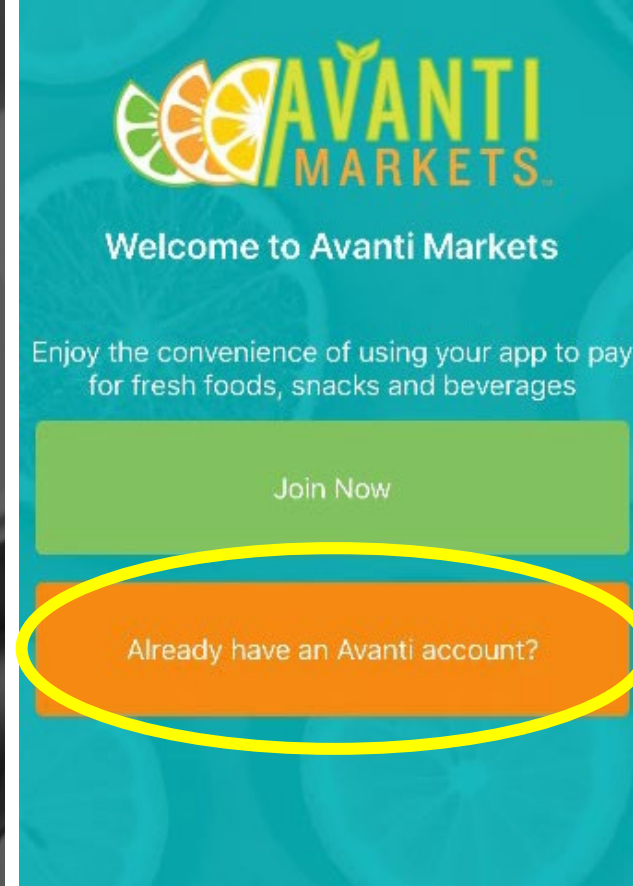 AVANTI
MARKETS™
Welcome to Avanti Markets
Enjoy the convenience of using your app to pay
for fresh foods, snacks and beverages
Join Now
Already have an Avanti account?